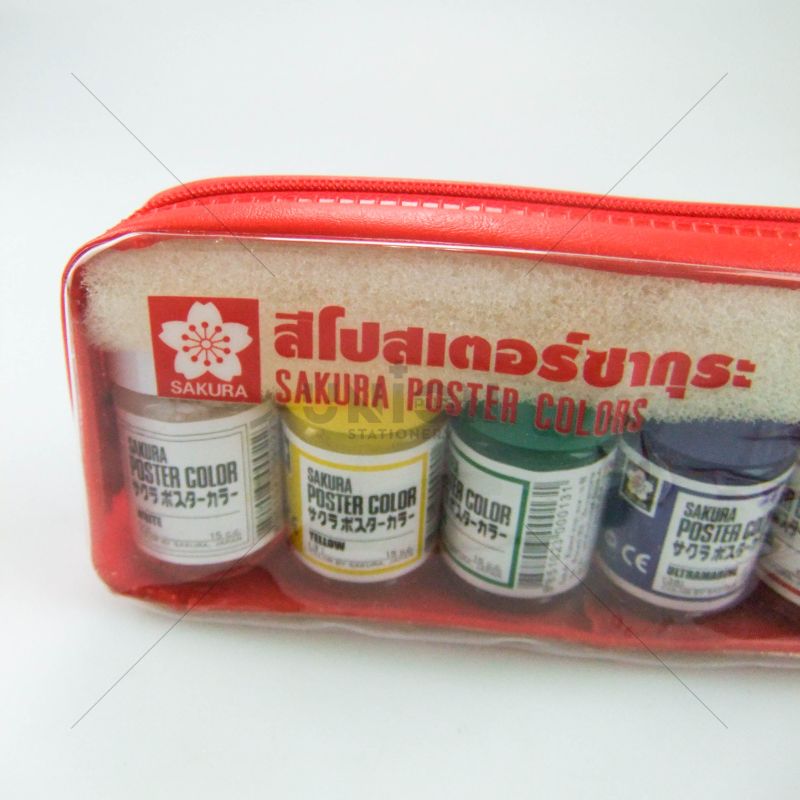 สีโปสเตอร์ซากุระ
SAKURA
SAKURA POSTER COLORS
STATIONERY
SAKURA
POSTER COLOR
サクラ ポスターカラー
WHITE
SAKURA
POSTER COLOR
サクラ ポスターカラー
YELLOW
COLOR
ポスターカラー
SAKURA
POSTER COLOR
サクラ ポスターカラー
ULTRAMARINE
CE